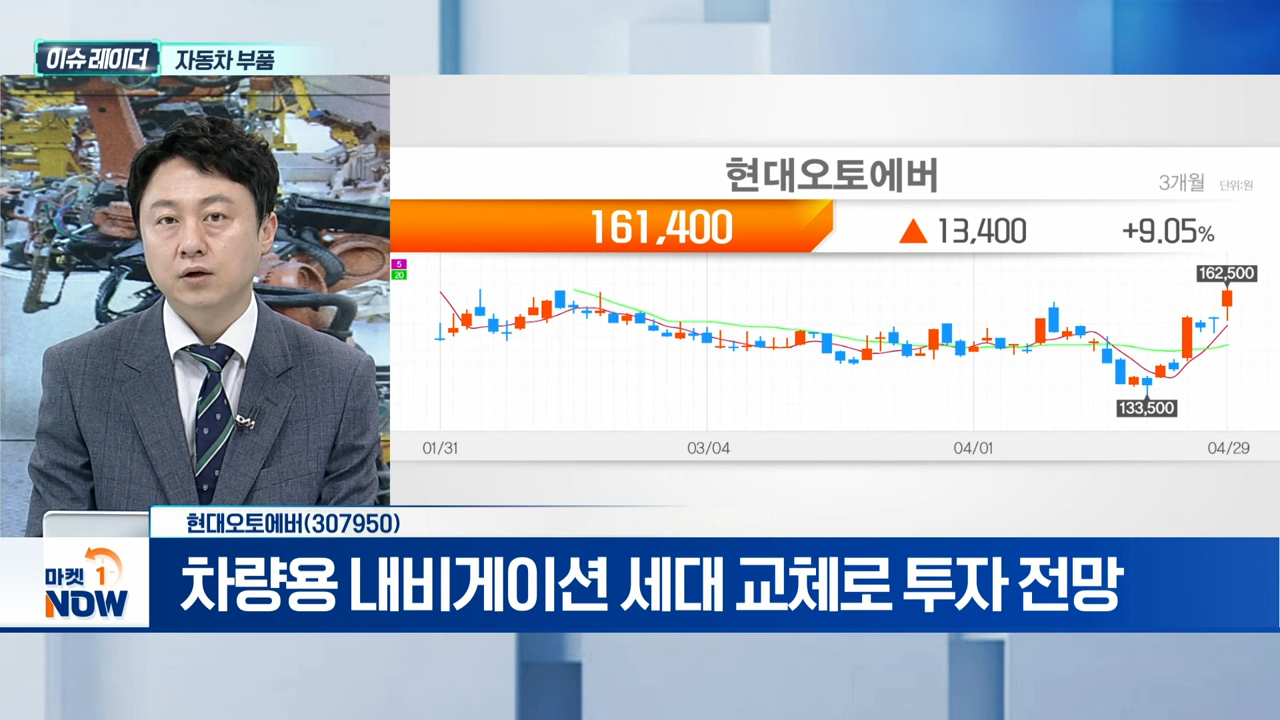 이슈 레이더
자동차 부품
현대오토에버
3개월 단위:원
161,400 ▲ 13,400 +9.05%
5
20
162,500
133,500
01/31 03/04 04/01 04/29
현대오토에버(307950)
마켓 1
NOW
차량용 내비게이션 세대 교체로 투자 전망